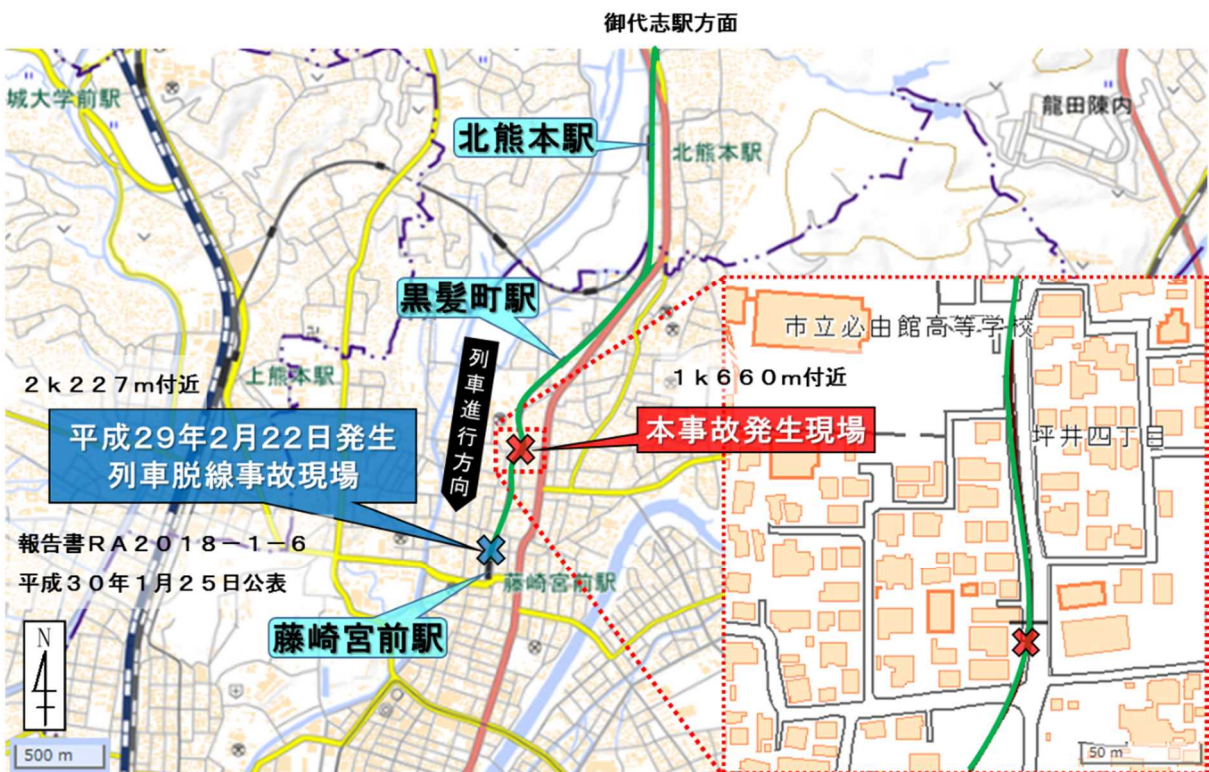 御代志駅方面
城大学前駅
龍田陳内
北熊本駅
北熊本駅
黒髪町駅
市立必由館高等学校
列車進行方向
上熊本駅
2k227m付近
1k660m付近
平成29年2月22日発生
列車脱線事故現場
本事故発生現場
坪井四丁目
報告書RA2018-1-6
平成30年1月25日公表
藤崎宮前駅
藤崎宮前駅
N
500 m
50 m